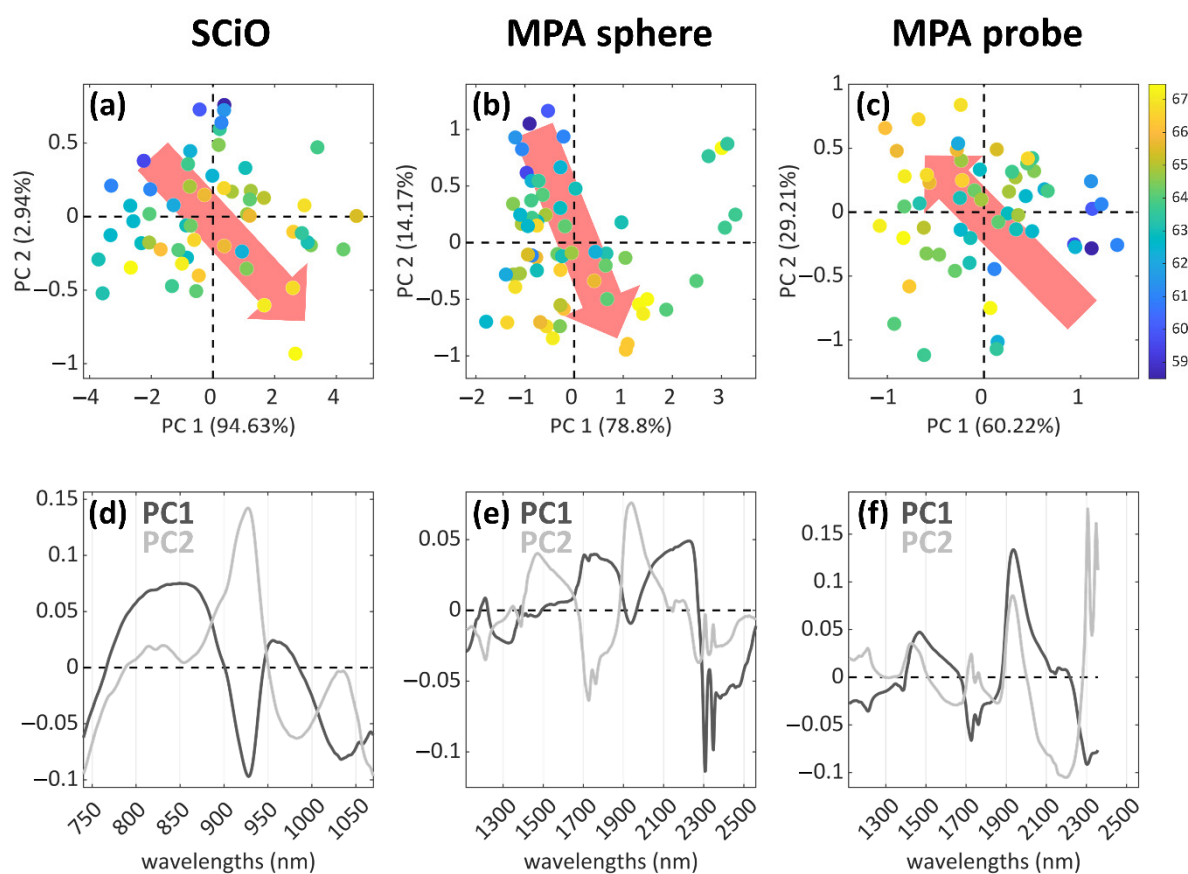 SCiO MPA sphere MPA probe
(a) (b) (c)
PC 2 (2.94%)
0.5
0
−0.5
−1
−4 −2 0 2 4
PC 1 (94.63%)
PC 2 (14.17%)
1
0.5
0
−0.5
−1
−2 −1 0 1 2 3
PC 1 (78.8%)
PC 2 (29.21%)
1
0.5
0
−0.5
−1
−1 0 1
PC 1 (60.22%)
67
66
65
64
63
62
61
60
59
(d) PC1
PC2
0.15
0.1
0.05
0
−0.05
−0.1
750 800 850 900 950 1000 1050
wavelengths (nm)
(e) PC1
PC2
0.05
0
−0.05
−0.1
1300 1500 1700 1900 2100 2300 2500
wavelengths (nm)
(f) PC1
PC2
0.15
0.1
0.05
0
−0.05
−0.1
1300 1500 1700 1900 2100 2300 2500
wavelengths (nm)